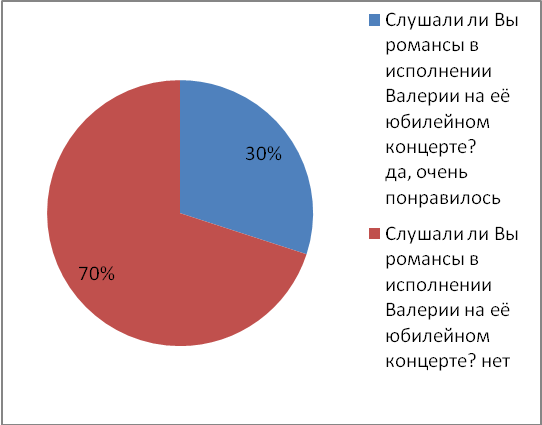 Слушали ли Вы
романсы в
исполнении
Валерии на её
юбилейном
концерте?
да, очень
понравилось
Слушали ли Вы
романсы в
исполнении
Валерии на её
юбилейном
концерте? нет
30%
70%